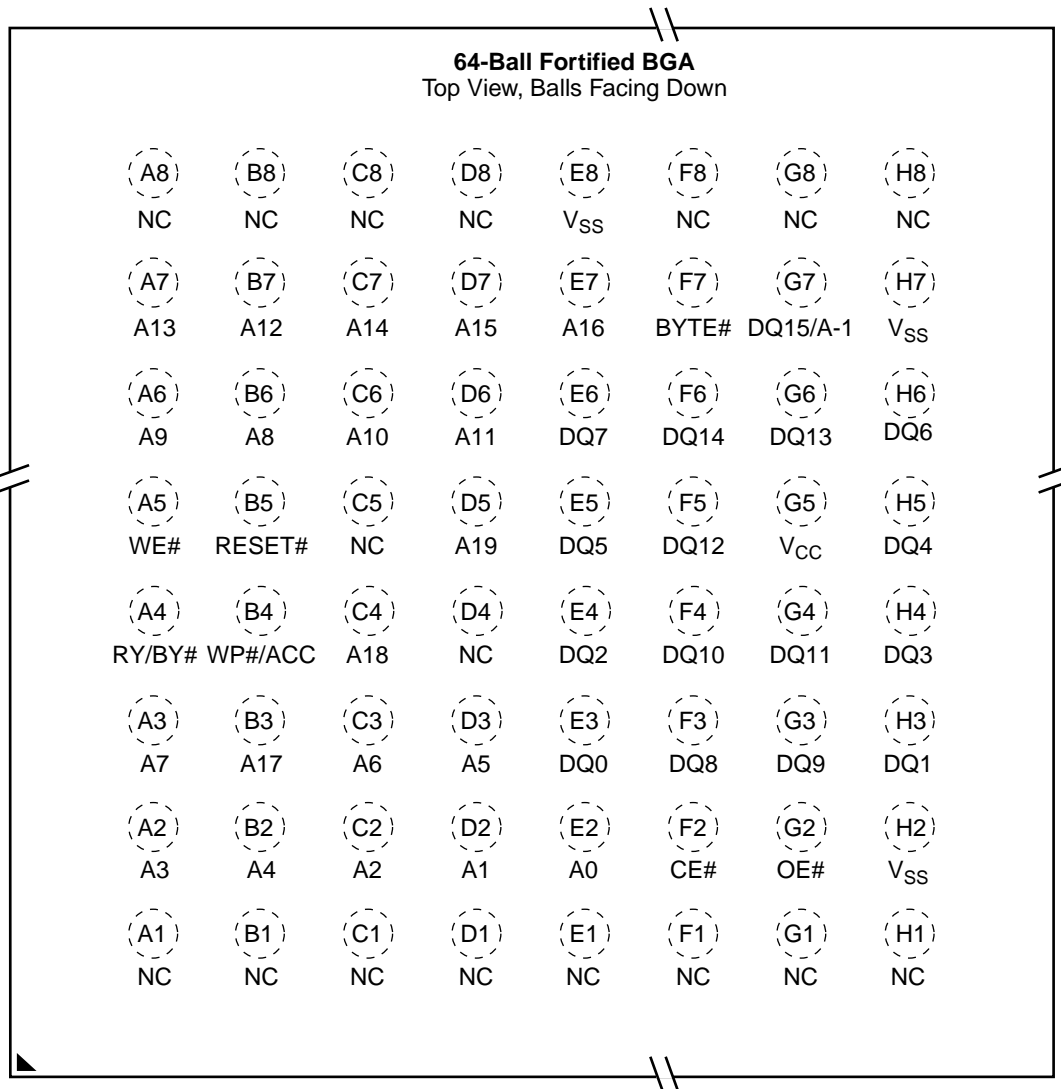 64-Ball Fortified BGA
Top View, Balls Facing Down
A8 B8 C8 D8 E8 F8 G8 H8
NC NC NC NC VSS NC NC NC
A7 B7 C7 D7 E7 F7 G7 H7
A13 A12 A14 A15 A16 BYTE# DQ15/A-1 VSS
A6 B6 C6 D6 E6 F6 G6 H6
A9 A8 A10 A11 DQ7 DQ14 DQ13 DQ6
A5 B5 C5 D5 E5 F5 G5 H5
WE# RESET# NC A19 DQ5 DQ12 VCC DQ4
A4 B4 C4 D4 E4 F4 G4 H4
RY/BY# WP#/ACC A18 NC DQ2 DQ10 DQ11 DQ3
A3 B3 C3 D3 E3 F3 G3 H3
A7 A17 A6 A5 DQ0 DQ8 DQ9 DQ1
A2 B2 C2 D2 E2 F2 G2 H2
A3 A4 A2 A1 A0 CE# OE# VSS
A1 B1 C1 D1 E1 F1 G1 H1
NC NC NC NC NC NC NC NC